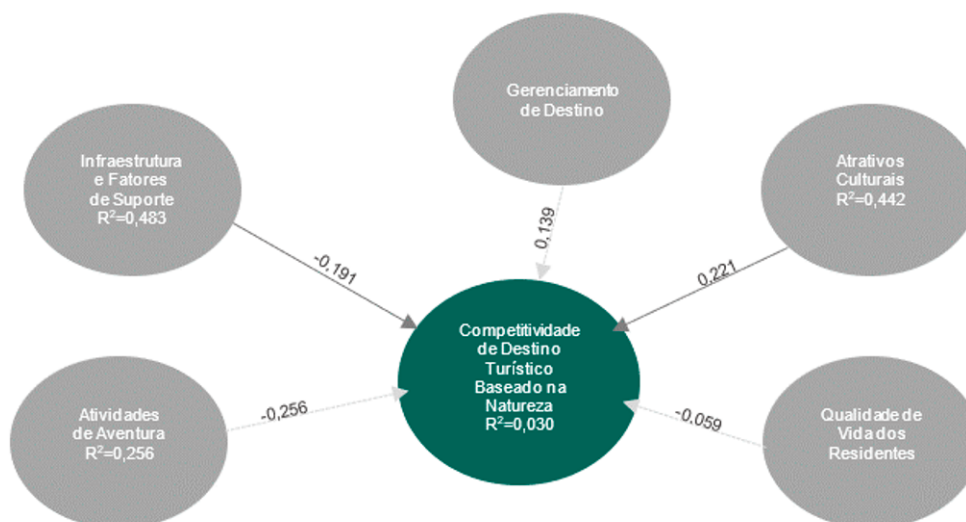 Gerenciamento
de Destino
Infraestrutura
e Fatores
de Suporte
R²=0,483
Atrativos
Culturais
R²=0,442
0,139
-0,191
0,221
Competitividade
de Destino
Turístico
Baseado na
Natureza
R²=0,030
Atividades
de Aventura
R²=0,256
-0,256
-0,059
Qualidade de
Vida dos
Residentes